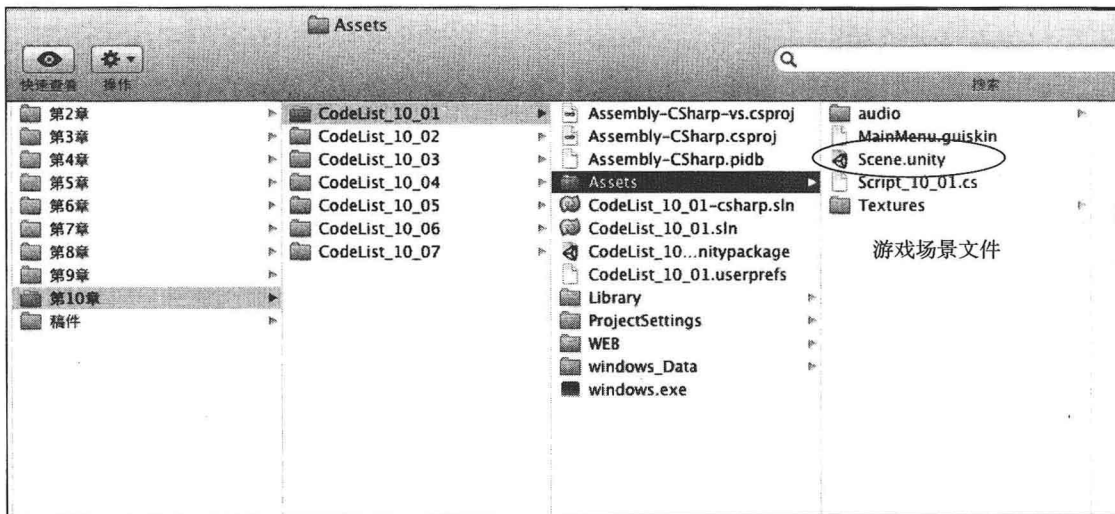 Assets
快速查看
操作
搜索
第2章
第3章
第4章
第5章
第6章
第7章
第8章
第9章
第10章
稿件
CodeList_10_01
CodeList_10_02
CodeList_10_03
CodeList_10_04
CodeList_10_05
CodeList_10_06
CodeList_10_07
Assembly-CSharp-vs.csproj
Assembly-CSharp.csproj
Assembly-CSharp.pidb
Assets
CodeList_10_01-csharp.sln
CodeList_10_01.sln
CodeList_10...nitypackage
CodeList_10_01.userprefs
Library
ProjectSettings
WEB
windows_Data
windows.exe
audio
MainMenu.guiskin
Scene.unity
Script_10_01.cs
Textures
游戏场景文件